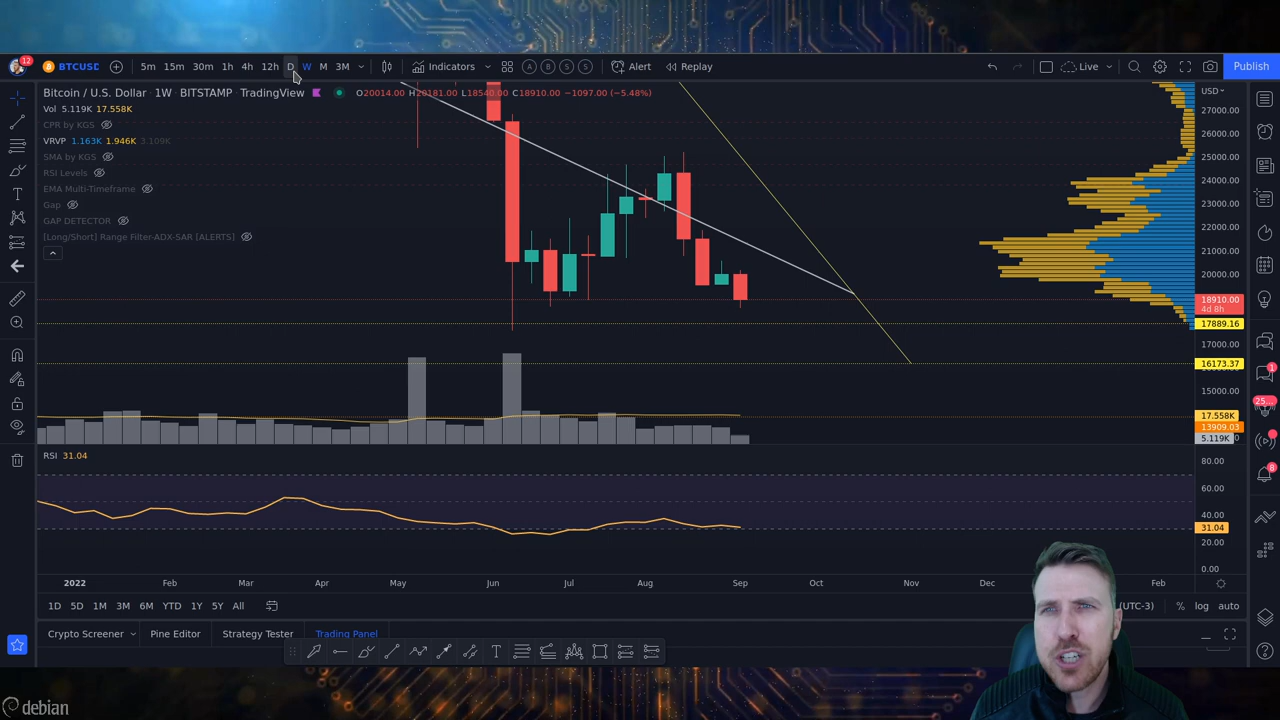 12
BTCUSD
5m 15m 30m 1h 4h 12h D W M 3M
Indicators
A B S S
Alert
Replay
Live
Publish
Bitcoin / U.S. Dollar · 1W · BITSTAMP · TradingView
O20014.00 H20181.00 L18540.00 C18910.00 −1097.00 (−5.48%)
USD
Vol 5.119K 17.558K
CPR by KGS
VRVP 1.163K 1.946K 3.109K
SMA by KGS
RSI Levels
EMA Multi-Timeframe
Gap
GAP DETECTOR
[Long/Short] Range Filter-ADX-SAR [ALERTS]
27000.00
26000.00
25000.00
24000.00
23000.00
22000.00
21000.00
20000.00
18910.00
4d 8h
17889.16
17000.00
16173.37
15000.00
17.558K
13909.03
5.119K
RSI 31.04
80.00
60.00
40.00
31.04
20.00
0.00
2022 Feb Mar Apr May Jun Jul Aug Sep Oct Nov Dec Feb
1D 5D 1M 3M 6M YTD 1Y 5Y All
(UTC-3) % log auto
Crypto Screener Pine Editor Strategy Tester Trading Panel
T
1
25...
8
debian